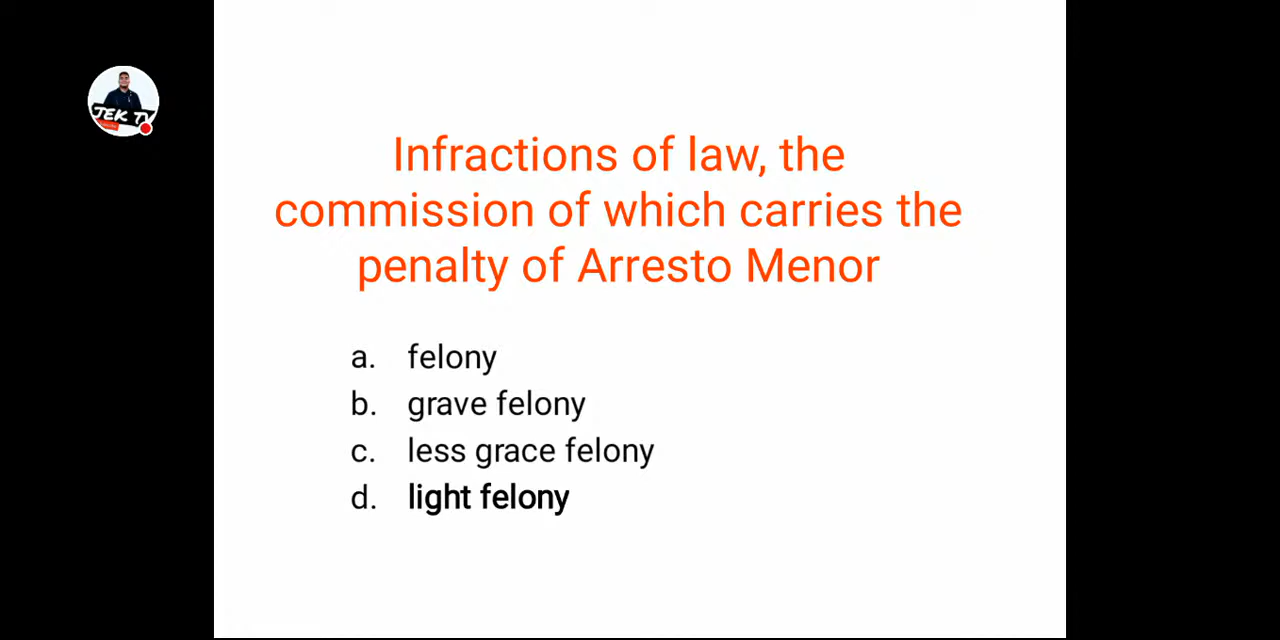 JEK TV
Infractions of law, the
commission of which carries the
penalty of Arresto Menor
a. felony
b. grave felony
c. less grace felony
d. light felony